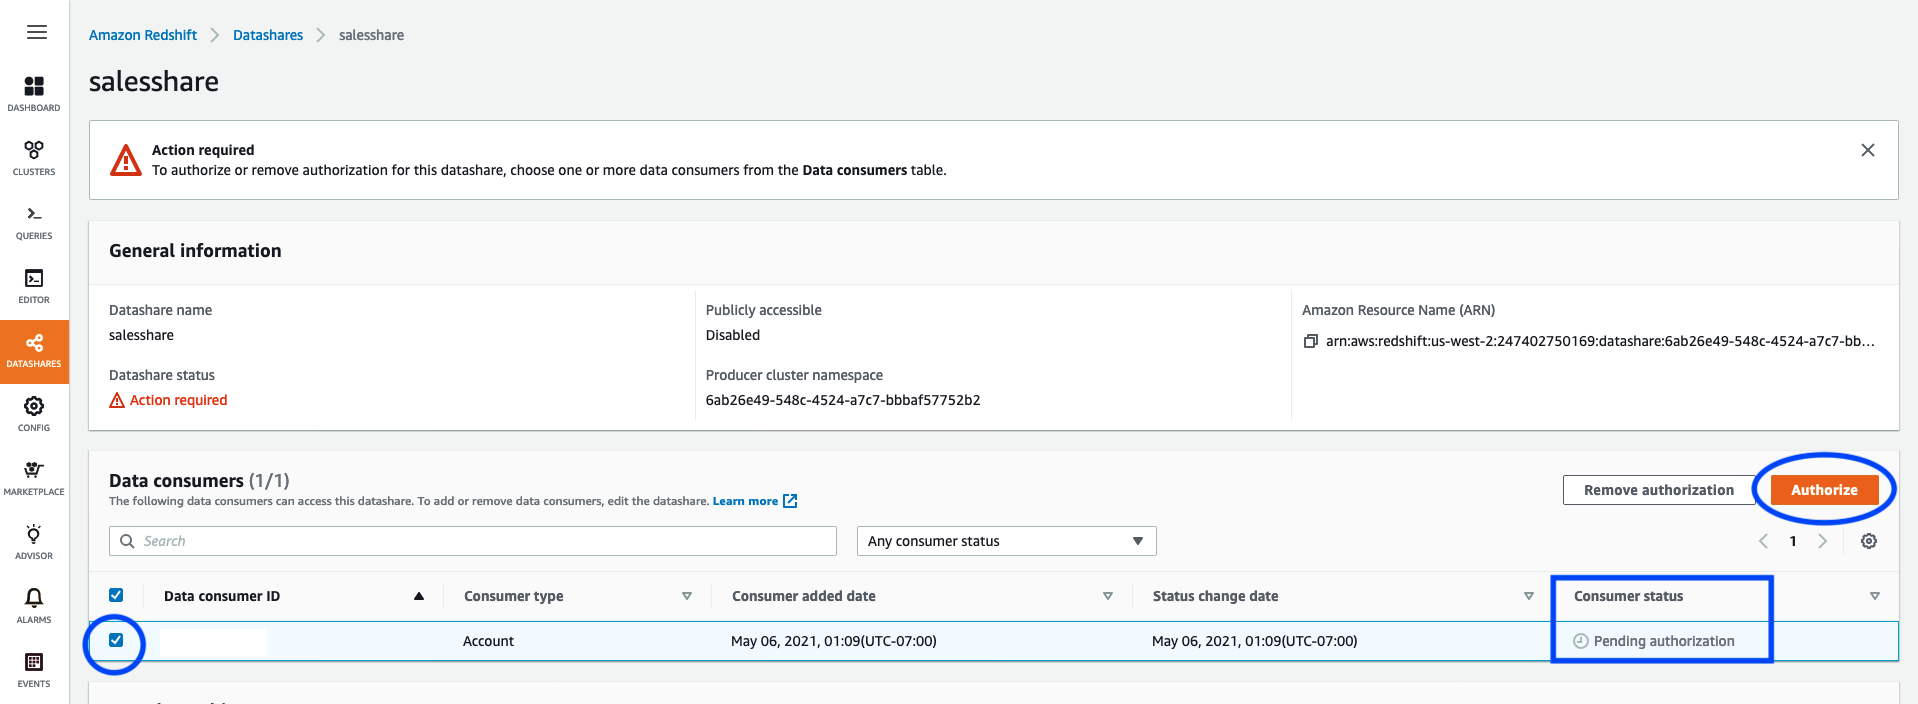 Amazon Redshift > Datashares > salesshare
salesshare
DASHBOARD
CLUSTERS
QUERIES
EDITOR
DATASHARES
CONFIG
MARKETPLACE
ADVISOR
ALARMS
EVENTS
Action required
To authorize or remove authorization for this datashare, choose one or more data consumers from the Data consumers table.
General information
Datashare name
salesshare
Datashare status
Action required
Publicly accessible
Disabled
Producer cluster namespace
6ab26e49-548c-4524-a7c7-bbbaf57752b2
Amazon Resource Name (ARN)
arn:aws:redshift:us-west-2:247402750169:datashare:6ab26e49-548c-4524-a7c7-bb...
Data consumers (1/1)
The following data consumers can access this datashare. To add or remove data consumers, edit the datashare. Learn more
Remove authorization
Authorize
Search
Any consumer status
1
Data consumer ID Consumer type Consumer added date Status change date Consumer status
Account May 06, 2021, 01:09(UTC-07:00) May 06, 2021, 01:09(UTC-07:00) Pending authorization